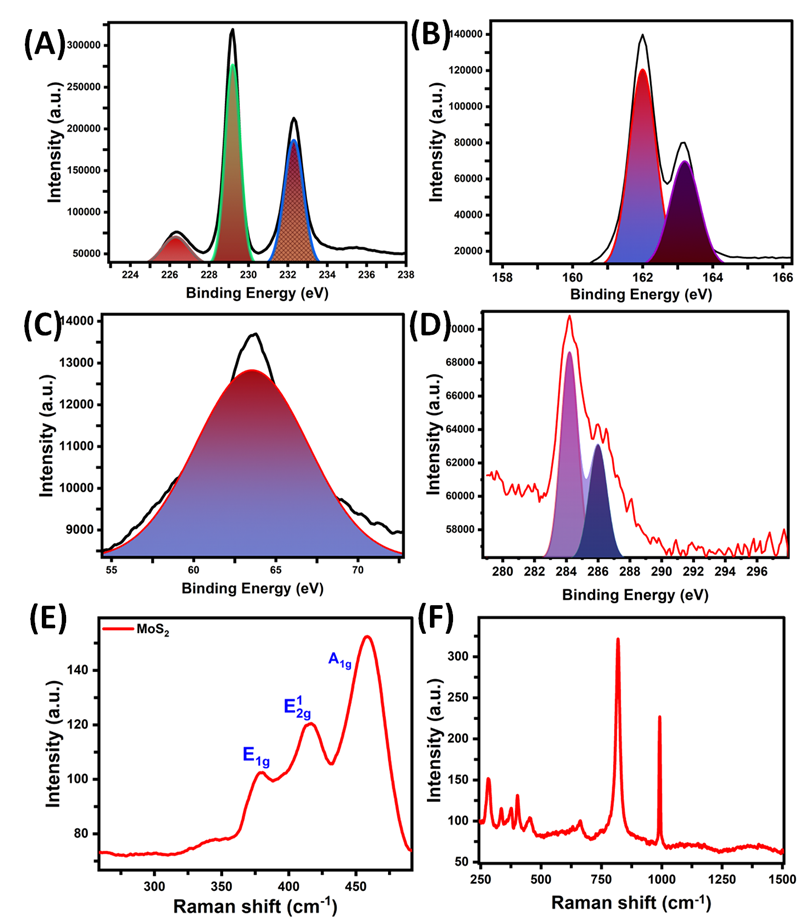 (A)
Intensity (a.u.)
300000
250000
200000
150000
100000
50000
224 226 228 230 232 234 236 238
Binding Energy (eV)
(B)
Intensity (a.u.)
140000
120000
100000
80000
60000
40000
20000
158 160 162 164 166
Binding Energy (eV)
(C)
Intensity (a.u.)
14000
13000
12000
11000
10000
9000
55 60 65 70
Binding Energy (eV)
(D)
Intensity (a.u.)
68000
66000
64000
62000
60000
58000
280 282 284 286 288 290 292 294 296
Binding Energy (eV)
(E)
Intensity (a.u.)
MoS₂
A₁g
E¹₂g
E₁g
140
120
100
80
300 350 400 450
Raman shift (cm⁻¹)
(F)
Intensity (a.u.)
300
250
200
150
100
50
250 500 750 1000 1250 1500
Raman shift (cm⁻¹)